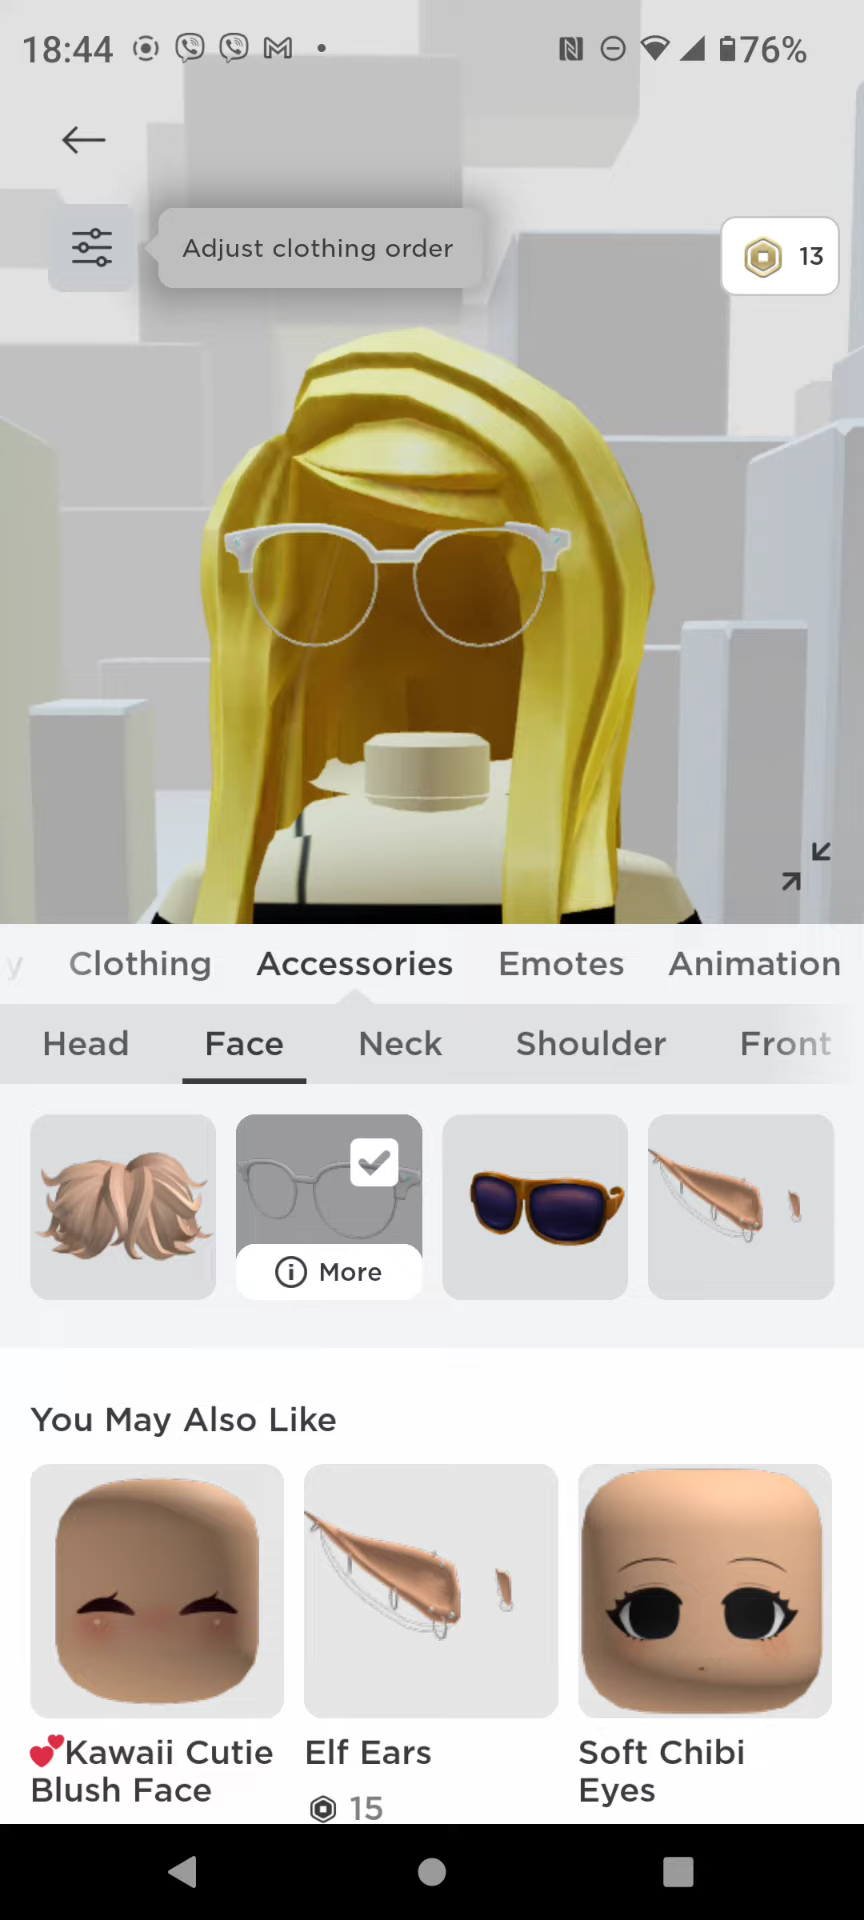 18:44
76%
Adjust clothing order
13
y Clothing Accessories Emotes Animation
Head Face Neck Shoulder Front
More
You May Also Like
💕Kawaii Cutie
Blush Face
Elf Ears
15
Soft Chibi
Eyes